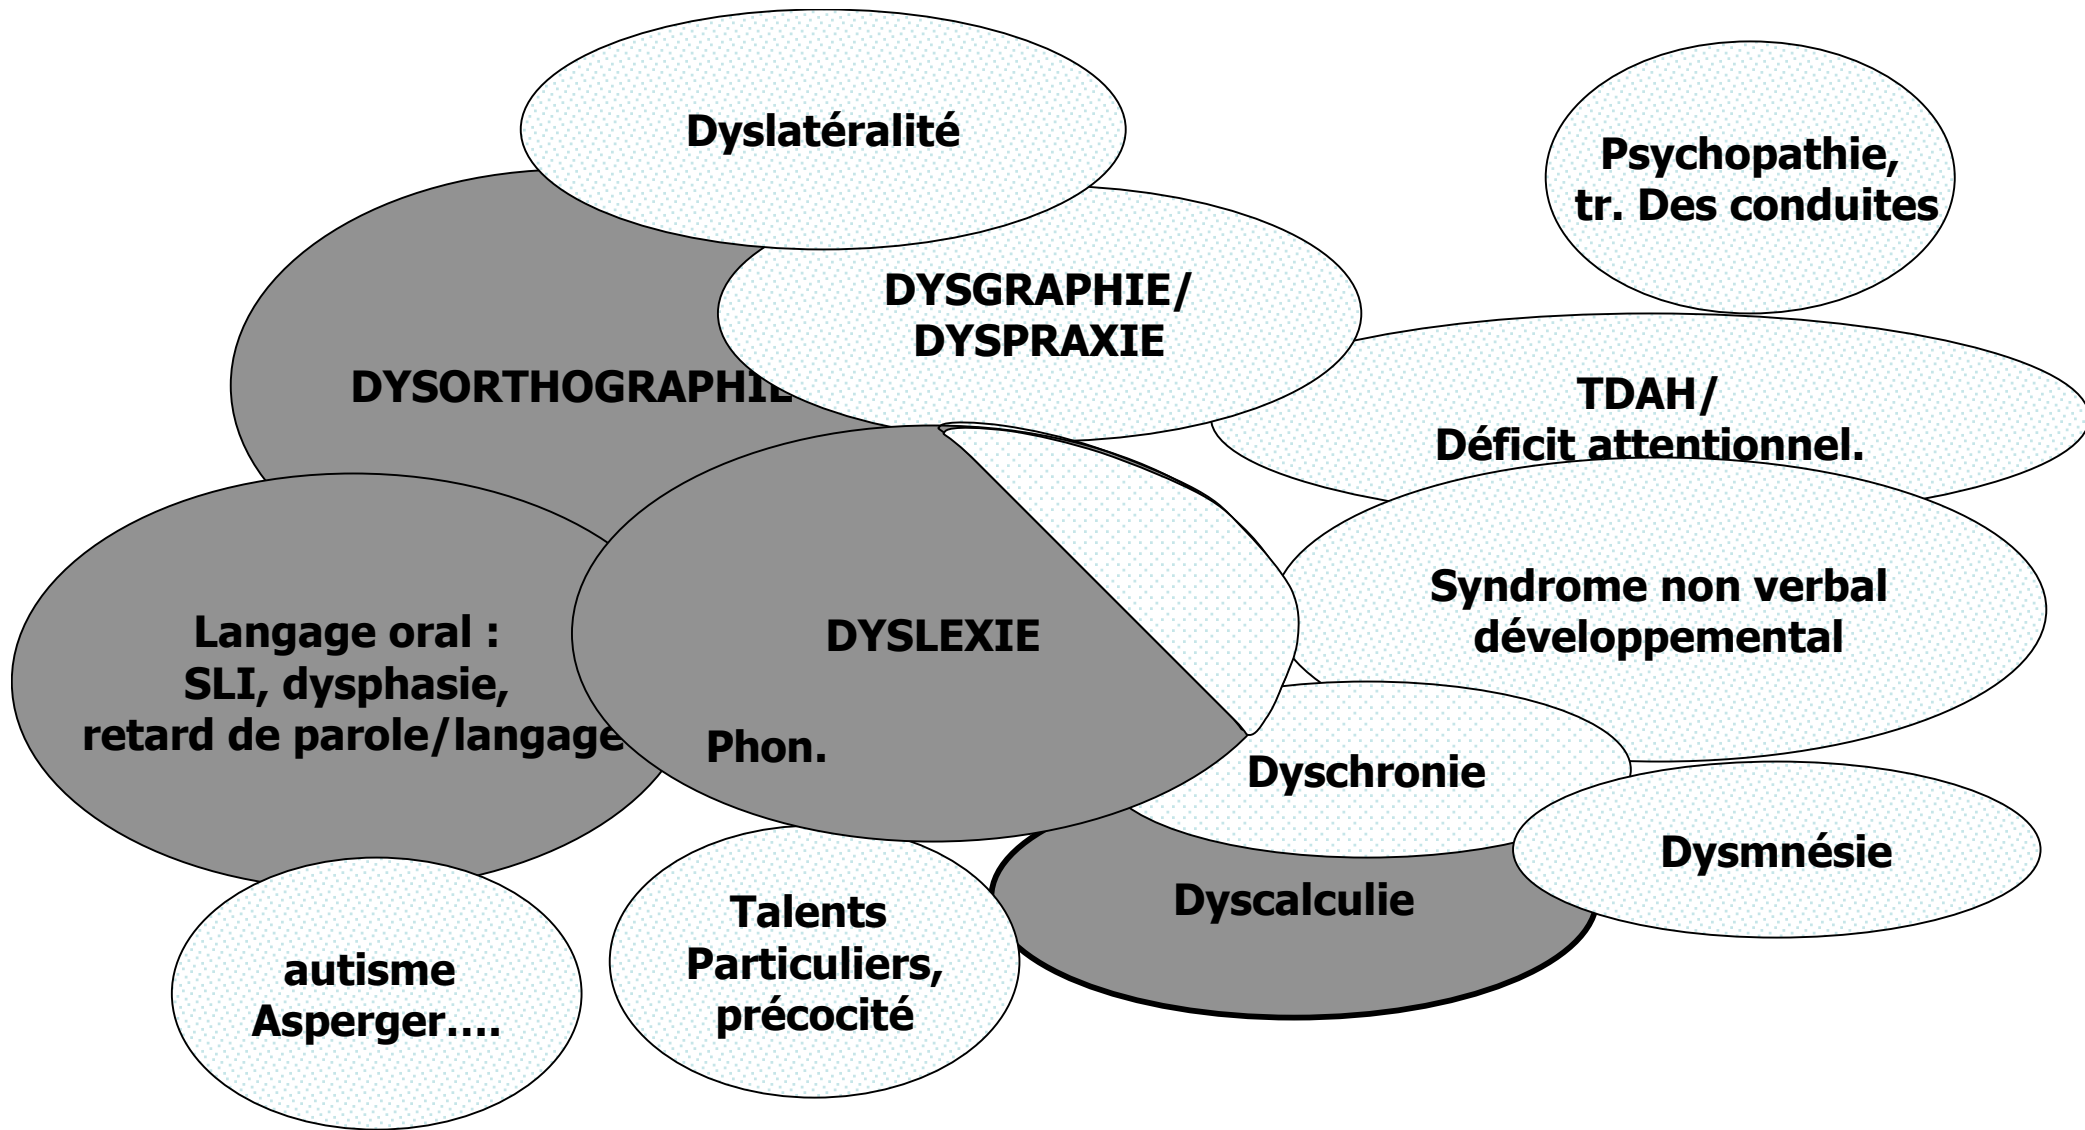 Dyslatéralité
Psychopathie,
tr. Des conduites
DYSGRAPHIE/
DYSPRAXIE
DYSORTHOGRAPHIE
TDAH/
Déficit attentionnel.
Syndrome non verbal
développemental
Langage oral :
SLI, dysphasie,
retard de parole/langage
DYSLEXIE
Phon.
Dyschronie
Dysmnésie
Dyscalculie
Talents
Particuliers,
précocité
autisme
Asperger....